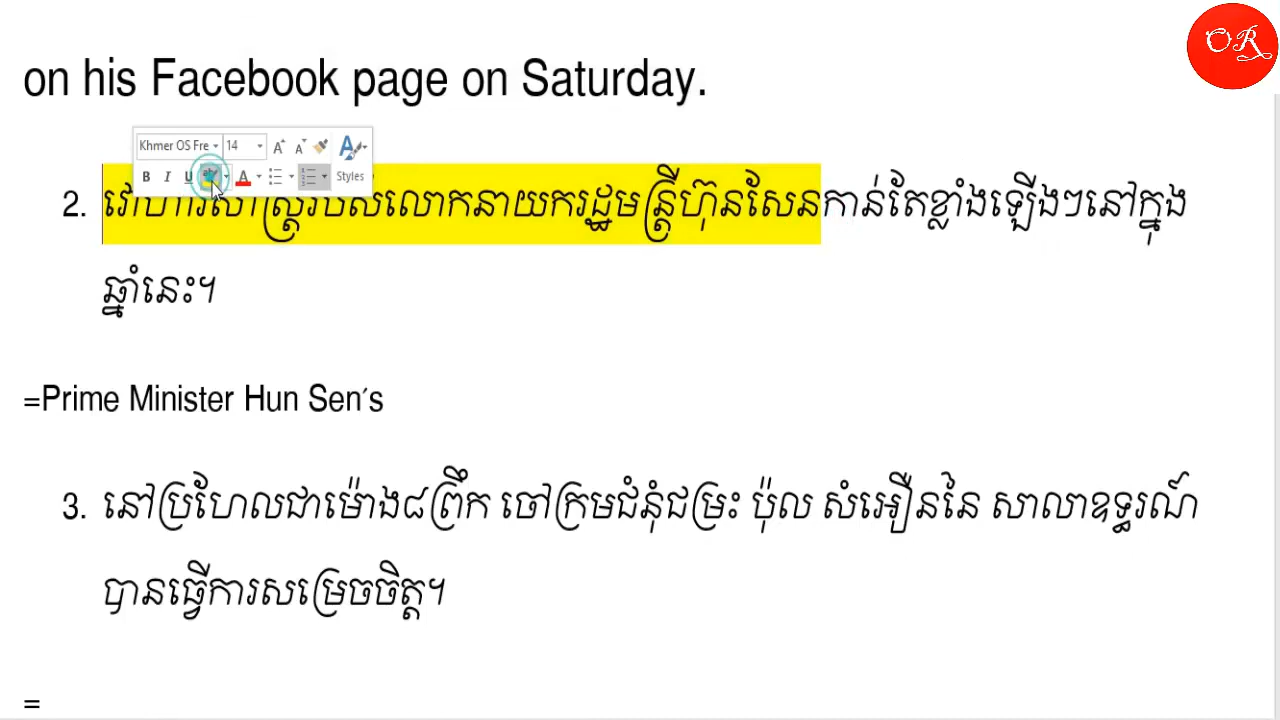 OR
on his Facebook page on Saturday.
Khmer OS Fre 14
B I U A Styles
2. វោហារសាស្ត្ររបស់លោកនាយករដ្ឋមន្ត្រីហ៊ុនសែនកាន់តែខ្លាំងឡើងៗនៅក្នុង
ឆ្នាំនេះ។
=Prime Minister Hun Sen′s
3. នៅប្រហែលជាម៉ោង៨ព្រឹក ចៅក្រមជំនុំជម្រះ ប៉ុល សំអឿននៃ សាលាឧទ្ធរណ៍
បានធ្វើការសម្រេចចិត្ត។
=